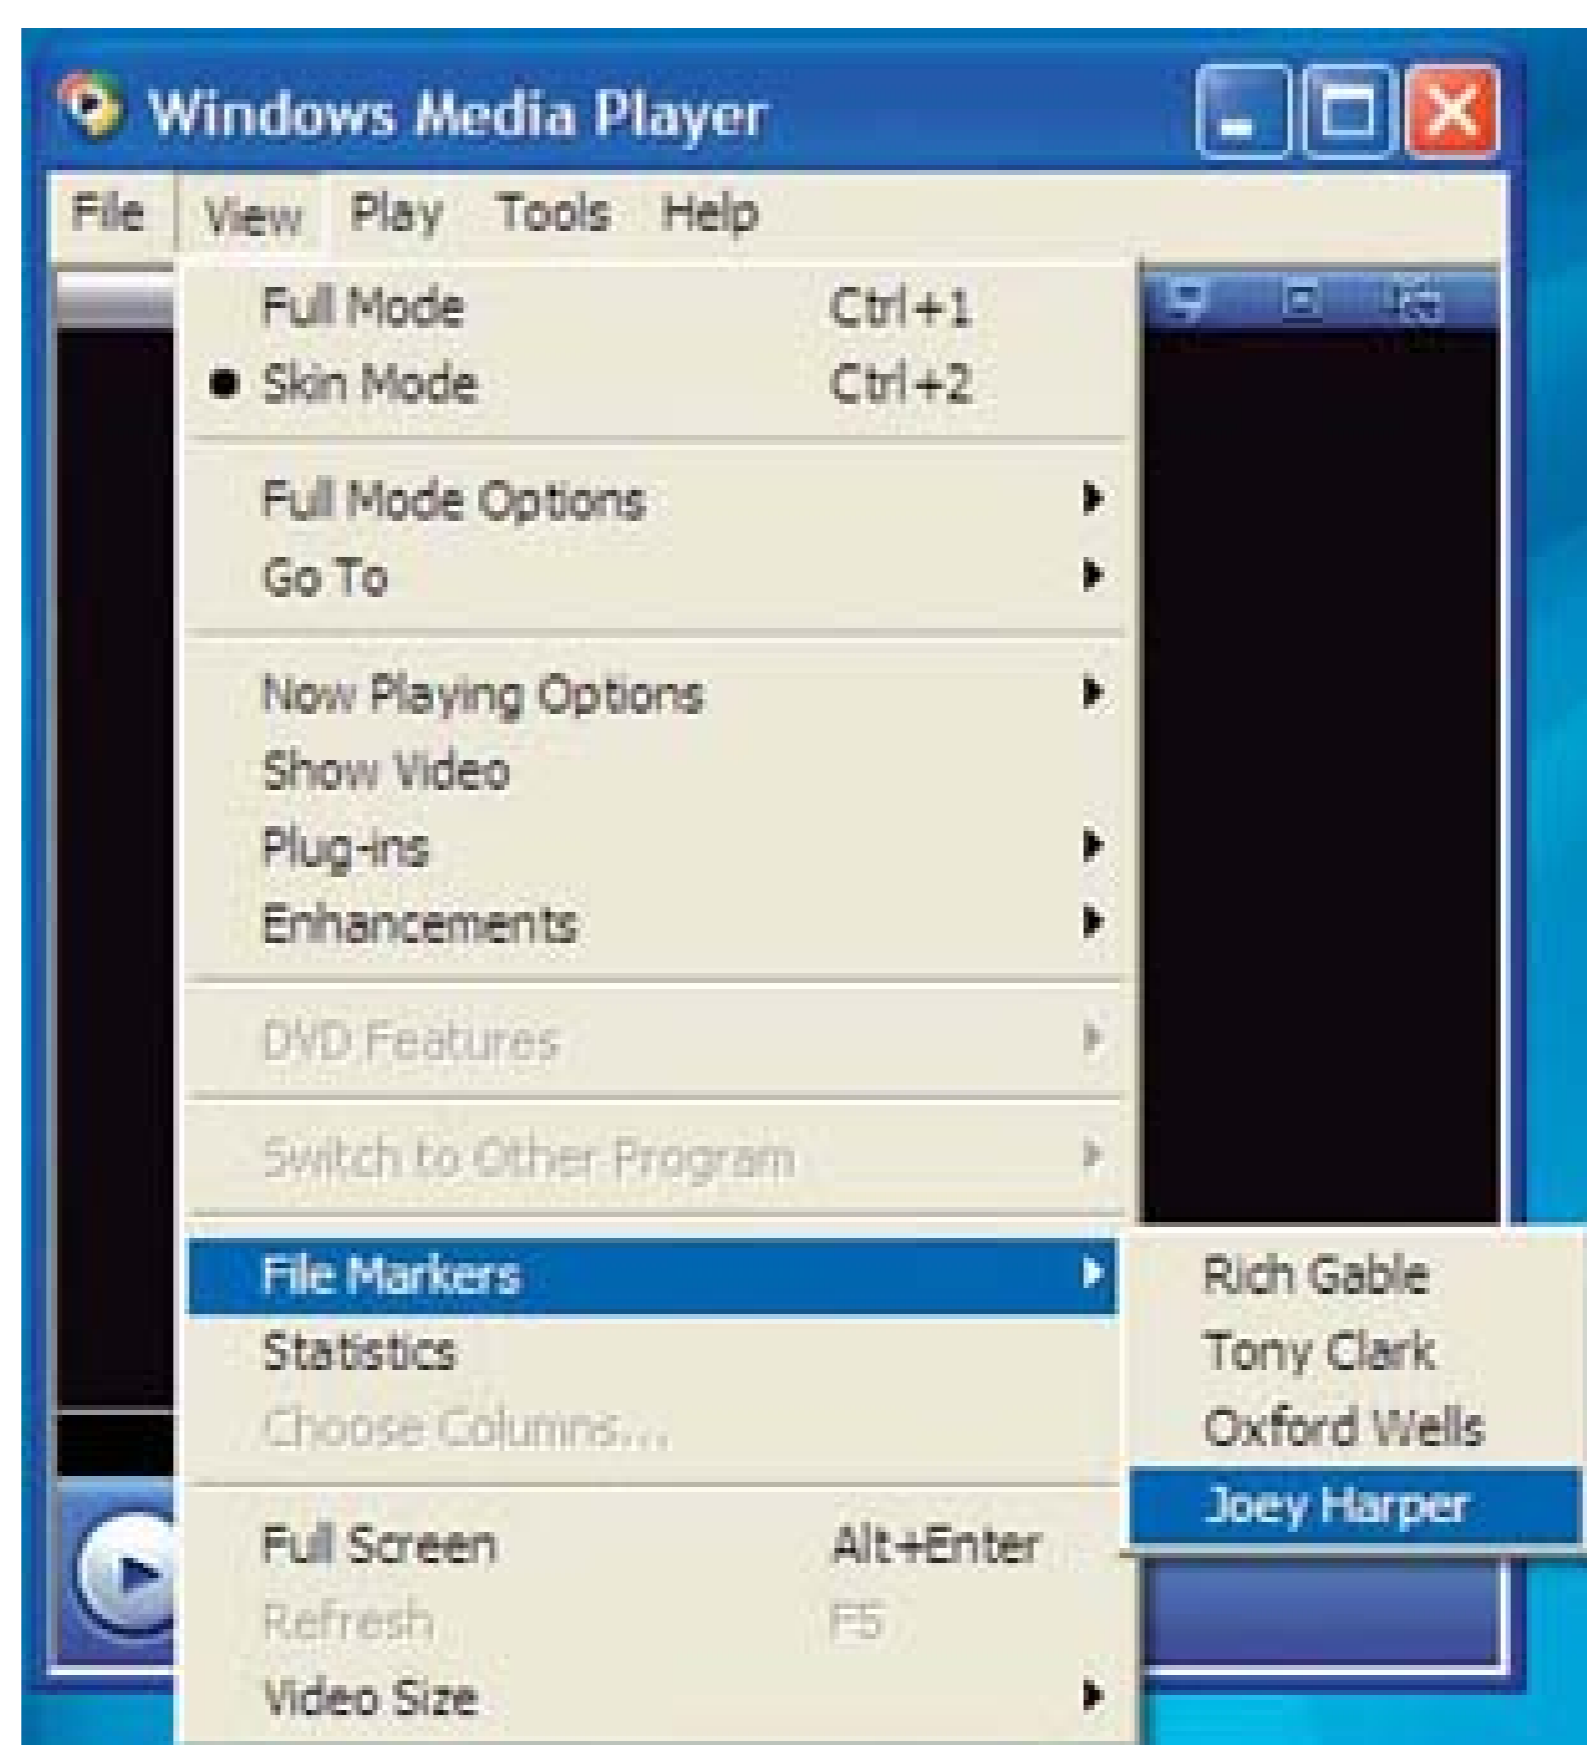 Windows Media Player
File View Play Tools Help
Full Mode Ctrl+1
Skin Mode Ctrl+2
Full Mode Options
Go To
Now Playing Options
Show Video
Plug-ins
Enhancements
DVD Features
Switch to Other Program
File Markers
Rich Gable
Statistics
Tony Clark
Choose Columns...
Oxford Wells
Joey Harper
Full Screen Alt+Enter
Refresh F5
Video Size